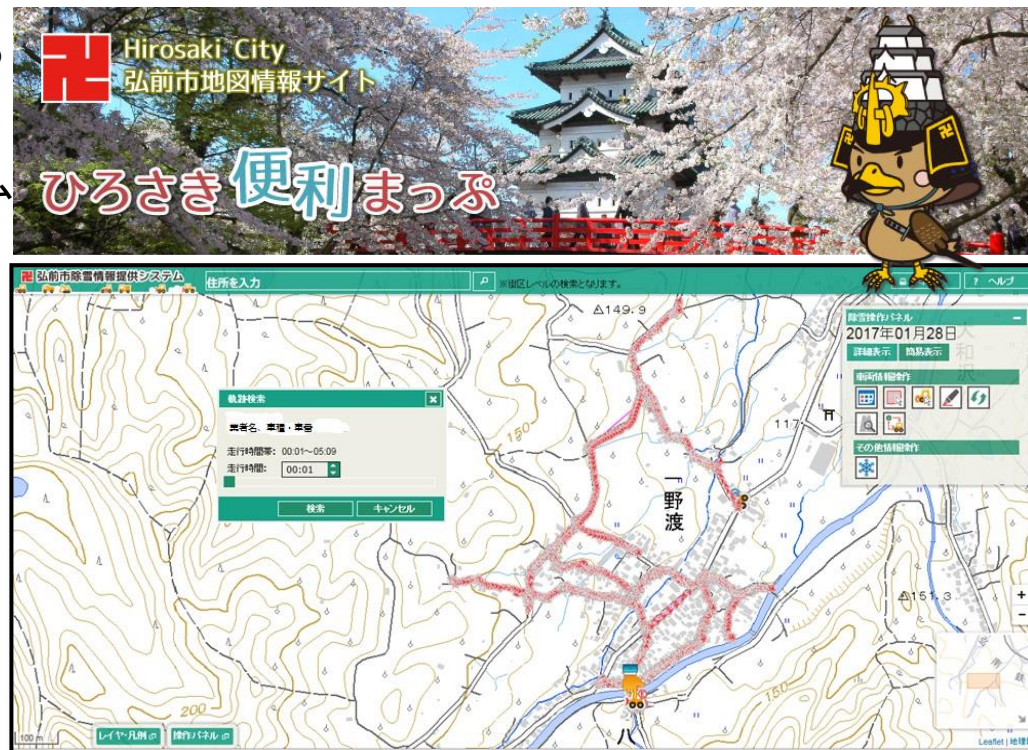 Hirosaki City
弘前市地図情報サイト
ひろさき便利まっぷ
弘前市除雪情報提供システム
住所を入力
※街区レベルの検索となります。
? ヘルプ
149.9
除雪操作パネル
2017年01月28日
詳細表示 簡易表示
車両情報操作
その他情報操作
大和沢
軌跡検索
業者名、車種・車番
走行時間帯: 00:01～05:09
走行時間: 00:01
検索 キャンセル
150
117
一野渡
151.3
+
-
200
150
八
100 m
レイヤ・凡例
操作パネル
Leaflet | 地理